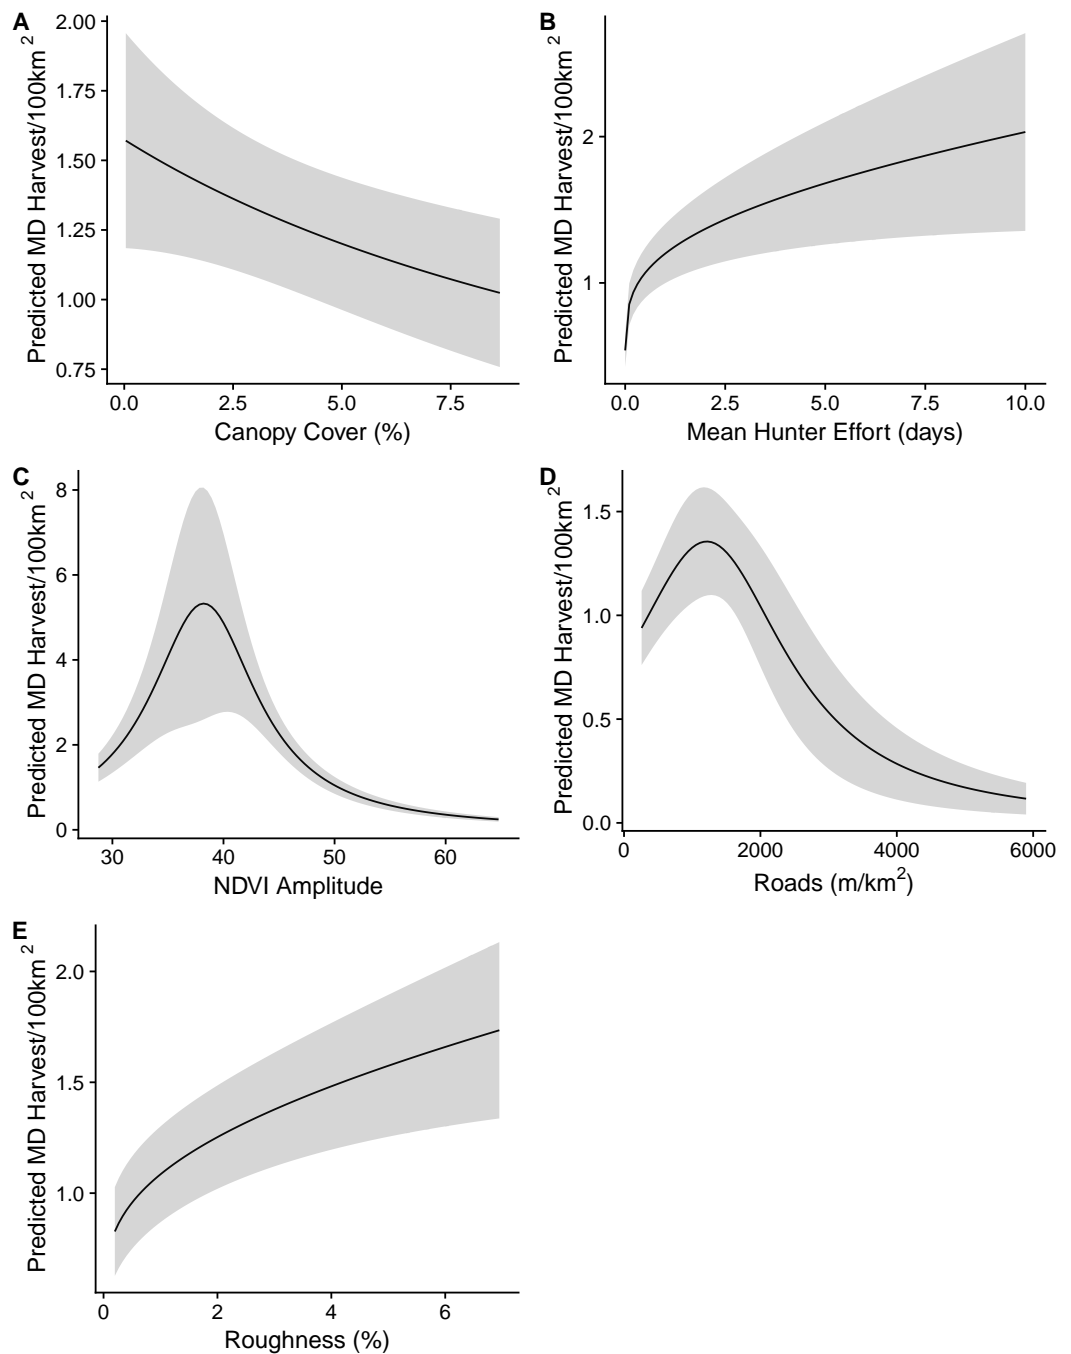 A
Predicted MD Harvest/100km²
2.00
1.75
1.50
1.25
1.00
0.75
0.0 2.5 5.0 7.5
Canopy Cover (%)
B
Predicted MD Harvest/100km²
2
1
0.0 2.5 5.0 7.5 10.0
Mean Hunter Effort (days)
C
Predicted MD Harvest/100km²
8
6
4
2
0
30 40 50 60
NDVI Amplitude
D
Predicted MD Harvest/100km²
1.5
1.0
0.5
0.0
0 2000 4000 6000
Roads (m/km²)
E
Predicted MD Harvest/100km²
2.0
1.5
1.0
0 2 4 6
Roughness (%)